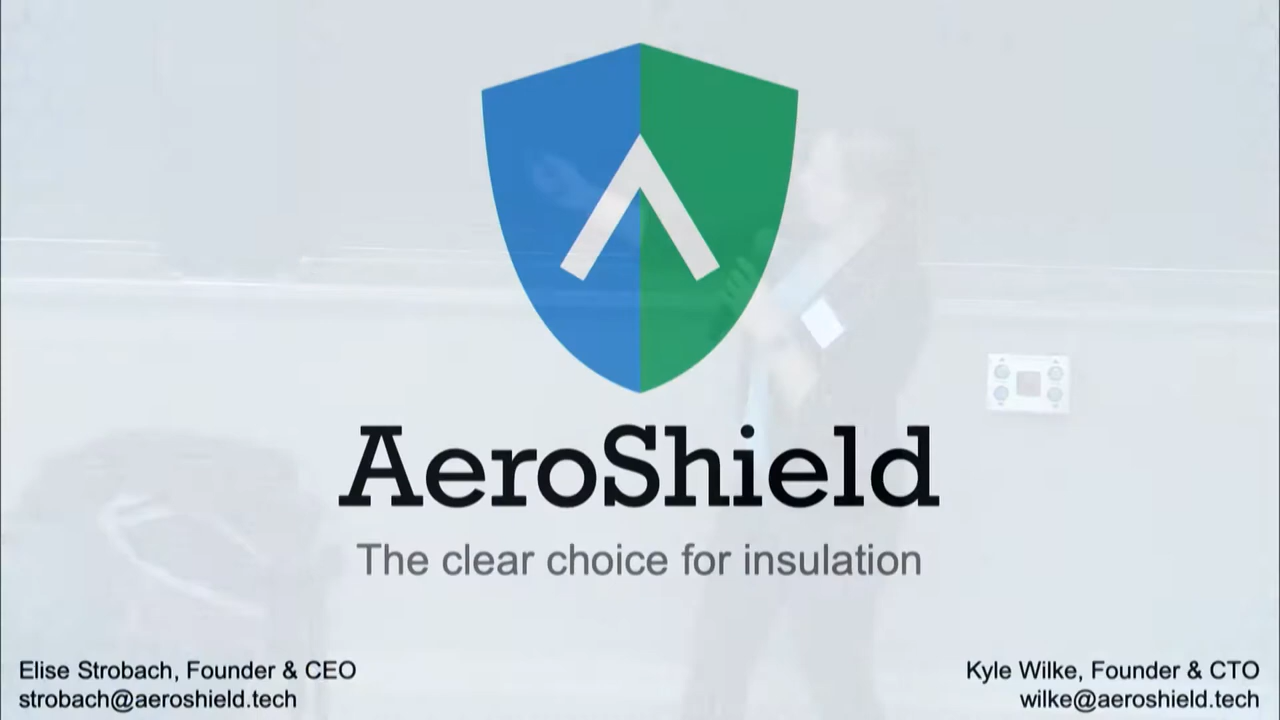 AeroShield
The clear choice for insulation
Elise Strobach, Founder & CEO
strobach@aeroshield.tech
Kyle Wilke, Founder & CTO
wilke@aeroshield.tech